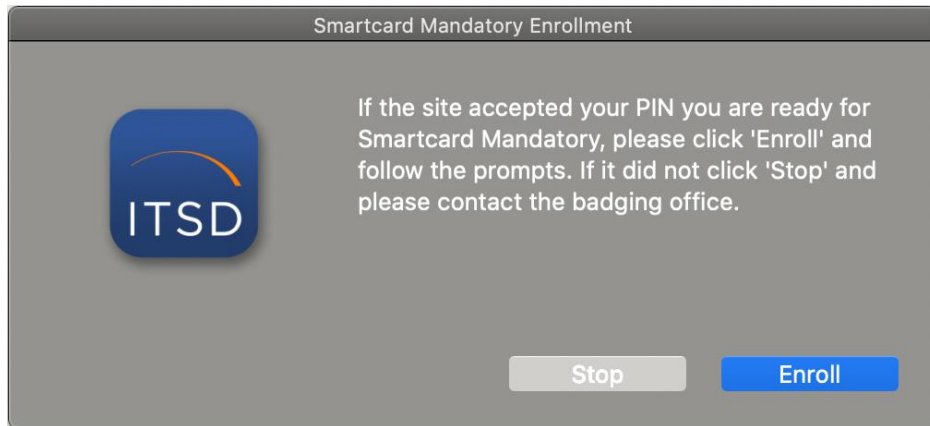 Smartcard Mandatory Enrollment
If the site accepted your PIN you are ready for
Smartcard Mandatory, please click 'Enroll' and
follow the prompts. If it did not click 'Stop' and
please contact the badging office.
ITSD
Stop
Enroll